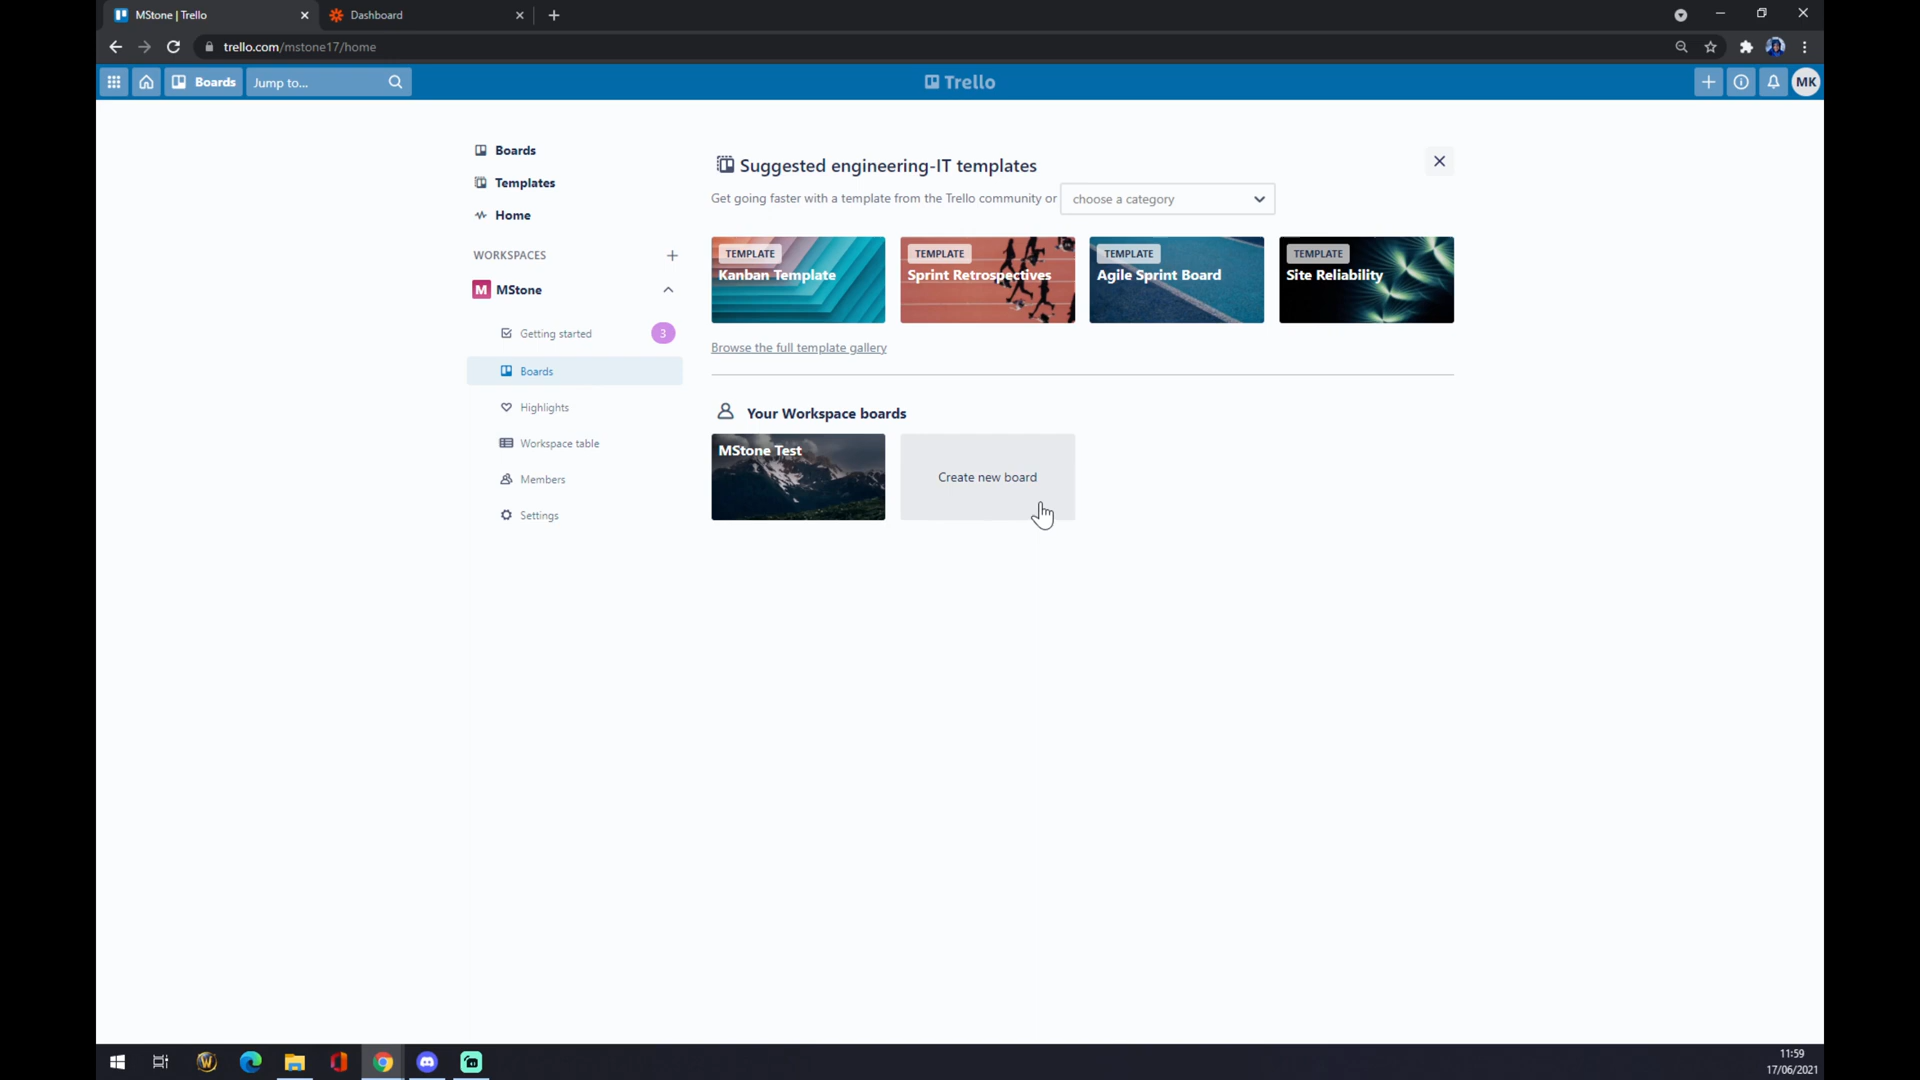 MStone | Trello
Dashboard
trello.com/mstone17/home
Boards
Jump to...
Trello
MK
Boards
Templates
Home
WORKSPACES
M MStone
Getting started 3
Boards
Highlights
Workspace table
Members
Settings
Suggested engineering-IT templates
Get going faster with a template from the Trello community or choose a category
TEMPLATE
Kanban Template
TEMPLATE
Sprint Retrospectives
TEMPLATE
Agile Sprint Board
TEMPLATE
Site Reliability
Browse the full template gallery
Your Workspace boards
MStone Test
Create new board
W
11:59
17/06/2021